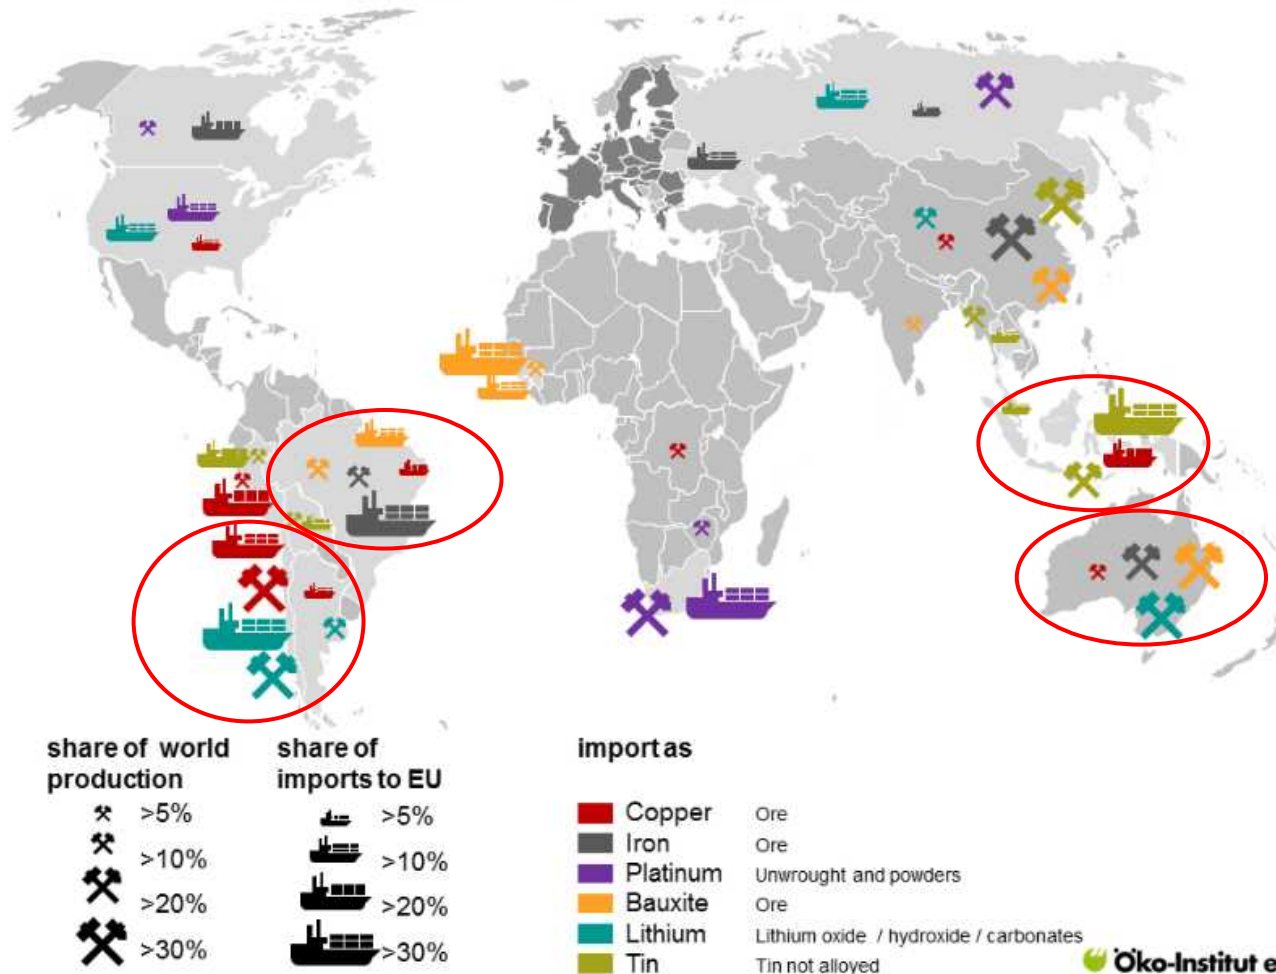 share of world
production
>5%
>10%
>20%
>30%
share of
imports to EU
>5%
>10%
>20%
>30%
import as
Copper Ore
Iron Ore
Platinum Unwrought and powders
Bauxite Ore
Lithium Lithium oxide / hydroxide / carbonates
Tin Tin not alloyed
Öko-Institut e